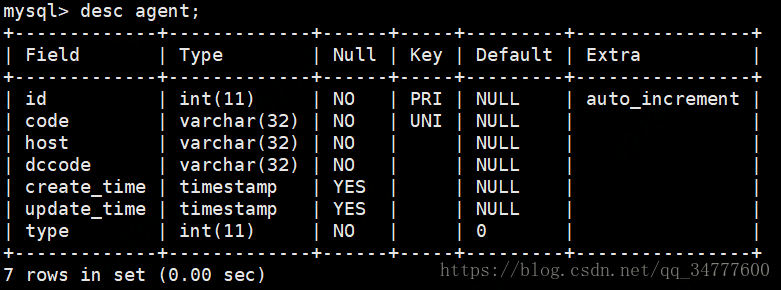 mysql> desc agent;
+-------------+-------------+------+-----+---------+----------------+
| Field       | Type        | Null | Key | Default | Extra          |
+-------------+-------------+------+-----+---------+----------------+
| id          | int(11)     | NO   | PRI | NULL    | auto_increment |
| code        | varchar(32) | NO   | UNI | NULL    |                |
| host        | varchar(32) | NO   |     | NULL    |                |
| dccode      | varchar(32) | NO   |     | NULL    |                |
| create_time | timestamp   | YES  |     | NULL    |                |
| update_time | timestamp   | YES  |     | NULL    |                |
| type        | int(11)     | NO   |     | 0       |                |
+-------------+-------------+------+-----+---------+----------------+
7 rows in set (0.00 sec)
https://blog.csdn.net/qq_34777600